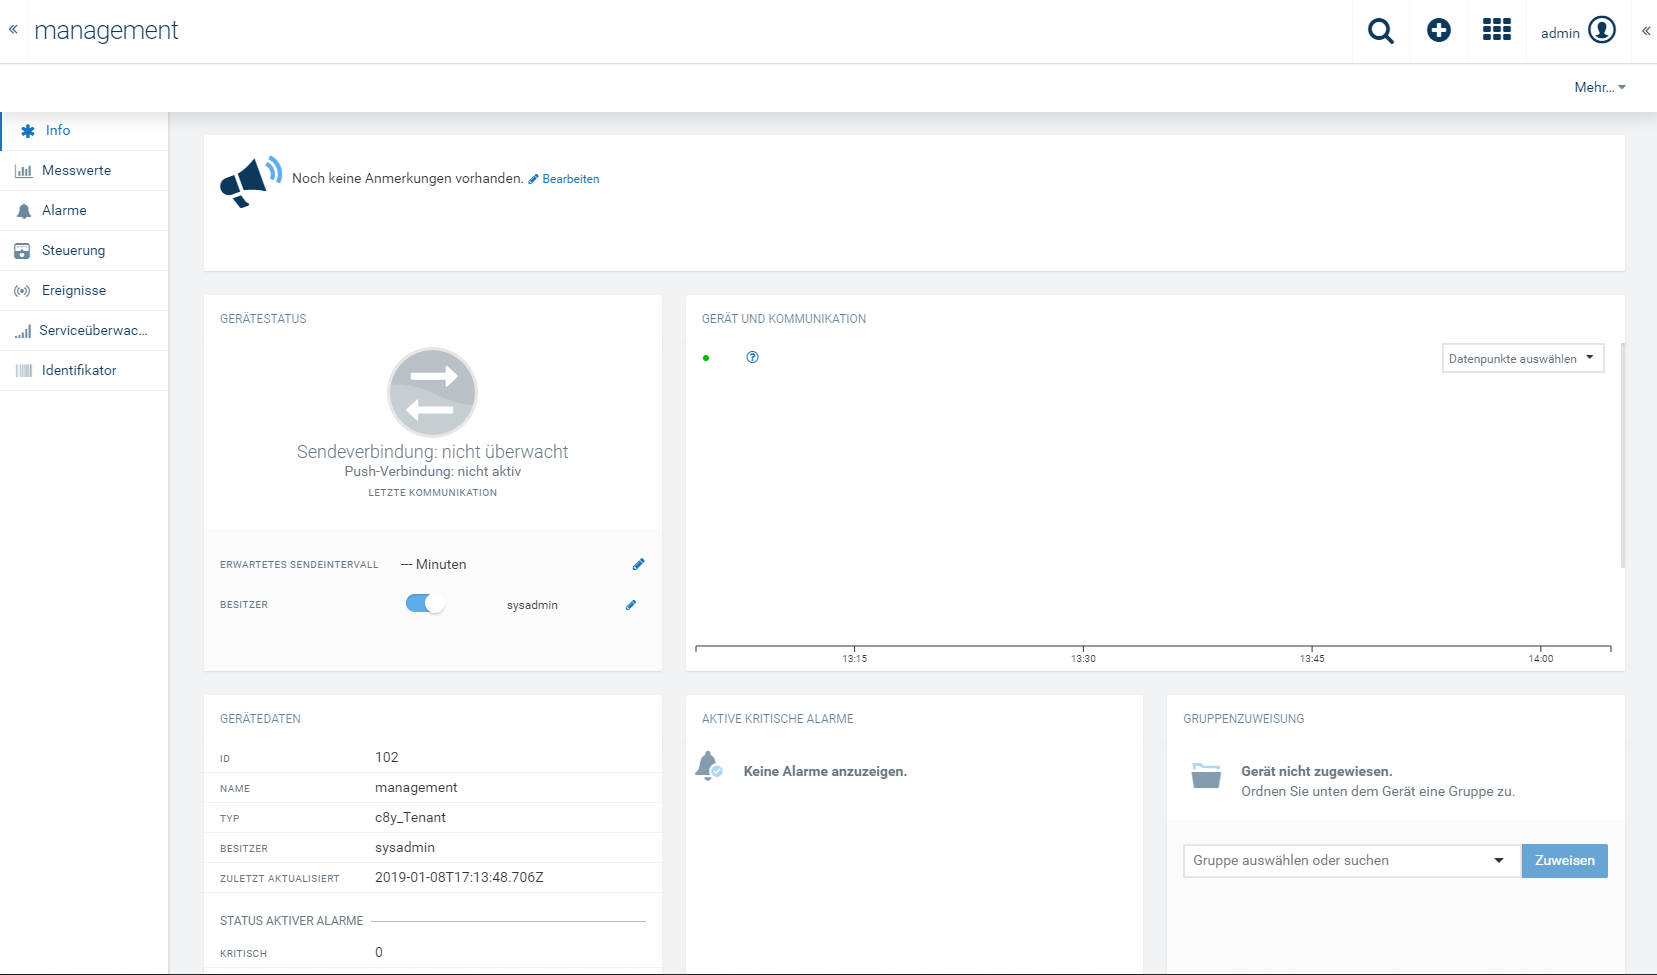 « management
admin «
Mehr...
Info
Messwerte
Alarme
Steuerung
Ereignisse
Serviceüberwac...
Identifikator
Noch keine Anmerkungen vorhanden. Bearbeiten
GERÄTESTATUS
Sendeverbindung: nicht überwacht
Push-Verbindung: nicht aktiv
LETZTE KOMMUNIKATION
ERWARTETES SENDEINTERVALL --- Minuten
BESITZER sysadmin
GERÄT UND KOMMUNIKATION
Datenpunkte auswählen
13:15 13:30 13:45 14:00
GERÄTEDATEN
ID 102
NAME management
TYP c8y_Tenant
BESITZER sysadmin
ZULETZT AKTUALISIERT 2019-01-08T17:13:48.706Z
STATUS AKTIVER ALARME
KRITISCH 0
AKTIVE KRITISCHE ALARME
Keine Alarme anzuzeigen.
GRUPPENZUWEISUNG
Gerät nicht zugewiesen.
Ordnen Sie unten dem Gerät eine Gruppe zu.
Gruppe auswählen oder suchen Zuweisen